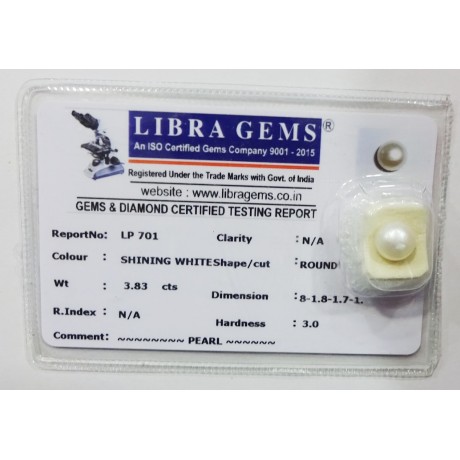 LIBRA GEMS®
An ISO Certified Gems Company 9001 - 2015
Registered Under the Trade Marks with Govt. of India
website : www.libragems.co.in
GEMS & DIAMOND CERTIFIED TESTING REPORT
ReportNo: LP 701 Clarity : N/A
Colour : SHINING WHITE Shape/cut : ROUND
Wt : 3.83 cts Dimension : 8-1.8-1.7-1.
R.Index : N/A Hardness : 3.0
Comment: ~~~~~~~~ PEARL ~~~~~~